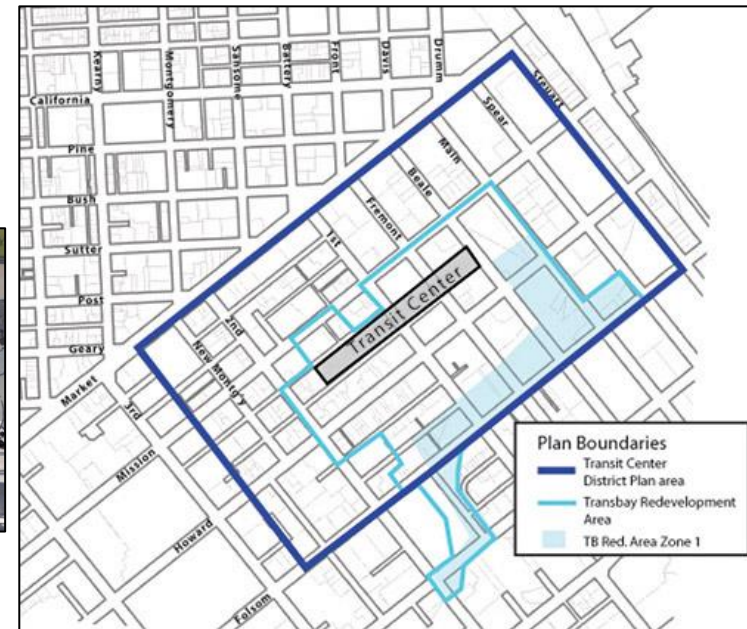 Kearny
Montgomery
Sansome
Battery
Front
Davis
Drumm
California
Pine
Bush
Sutter
Post
Geary
Market
Mission
Howard
Folsom
3rd
New Montg'y
2nd
1st
Fremont
Beale
Main
Spear
Steuart
Transit Center
Plan Boundaries
Transit Center
District Plan area
Transbay Redevelopment
Area
TB Red. Area Zone 1